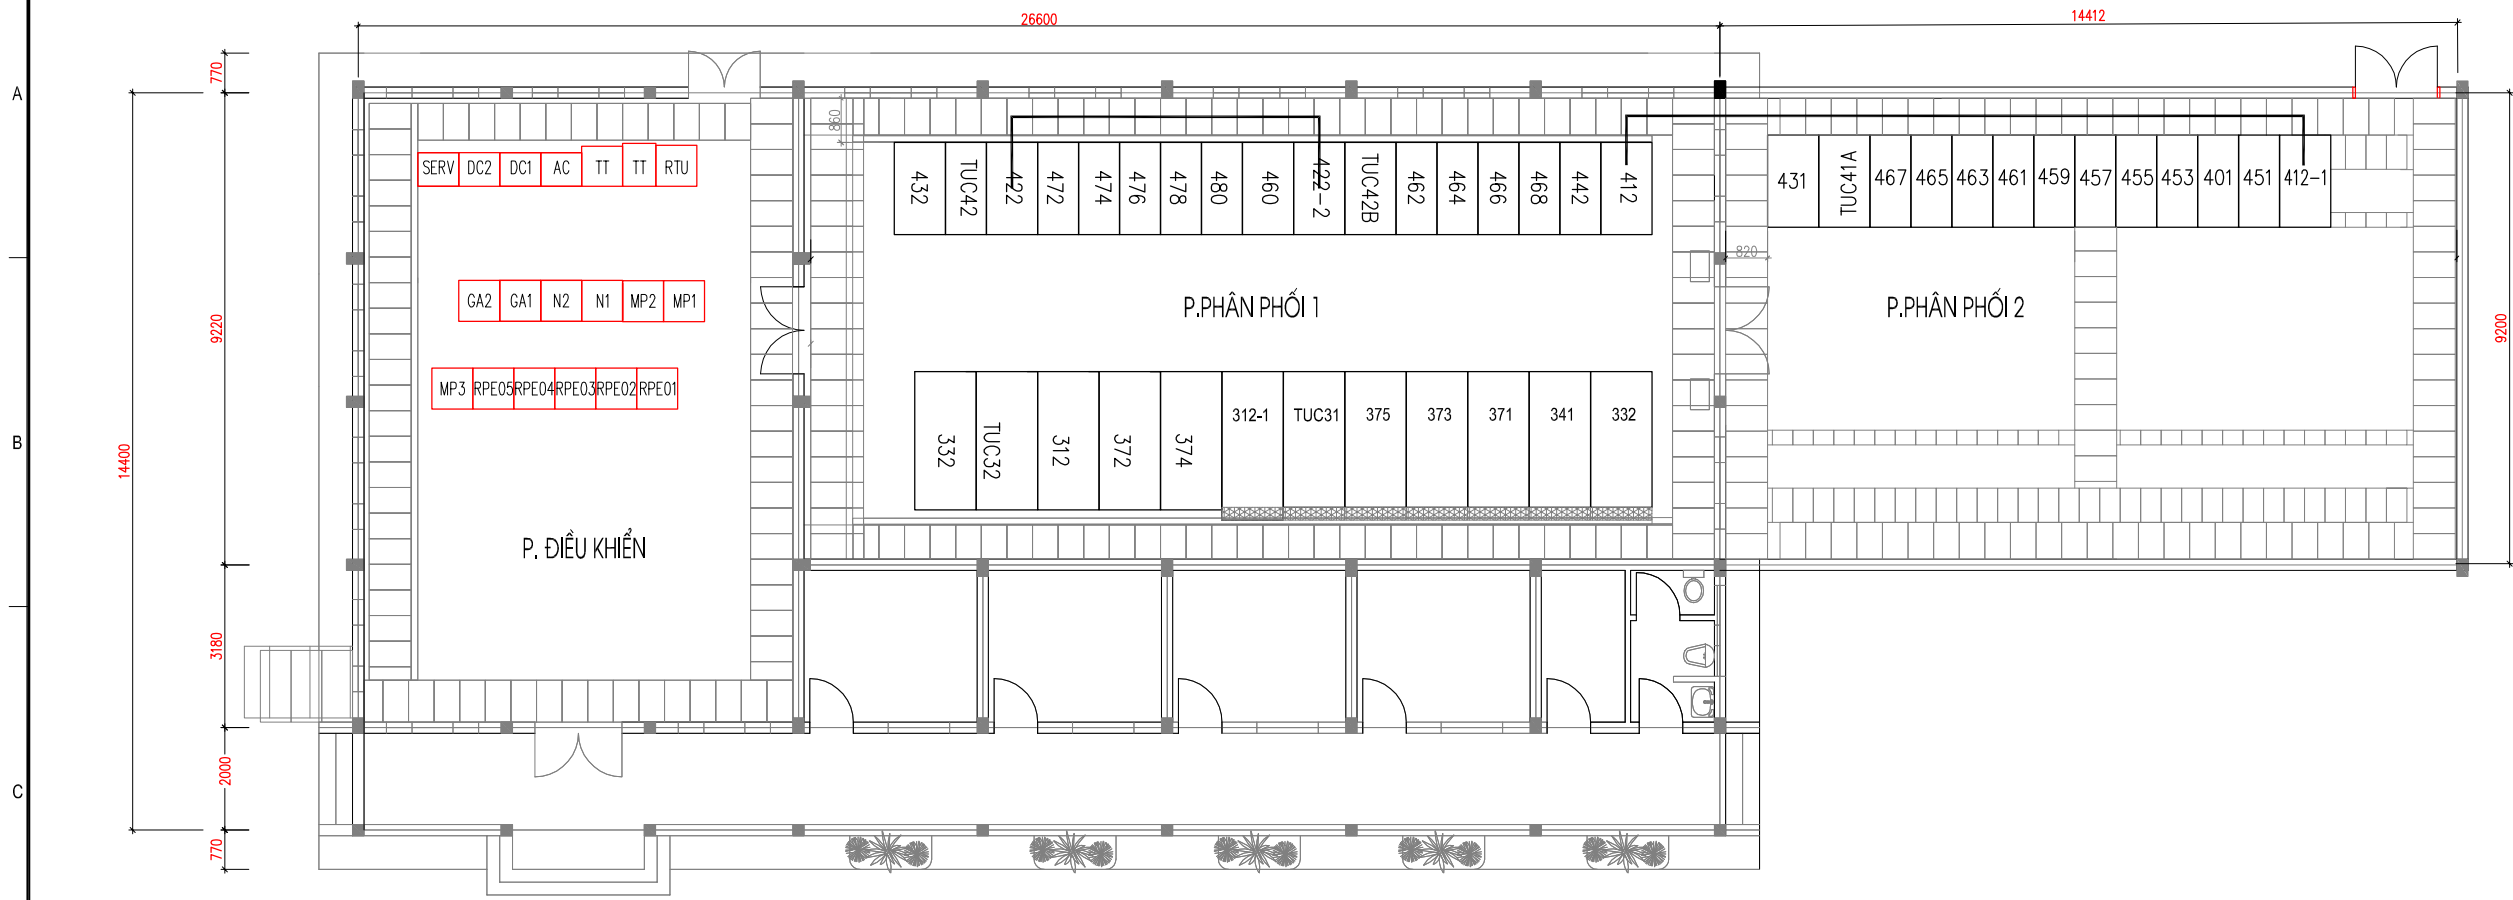 26600
14412
A
770
860
SERV DC2 DC1 AC TT TT RTU
432 TUC42 422 472 474 476 478 480 460 422-2 TUC42B 462 464 466 468 442 412
431 TUC41A 467 465 463 461 459 457 455 453 401 451 412-1
820
GA2 GA1 N2 N1 MP2 MP1
P.PHÂN PHỐI 1
P.PHÂN PHỐI 2
9220
9200
MP3 RPE05 RPE04 RPE03 RPE02 RPE01
332 TUC32 312 372 374 312-1 TUC31 375 373 371 341 332
B
14400
P. ĐIỀU KHIỂN
3180
2000
C
770